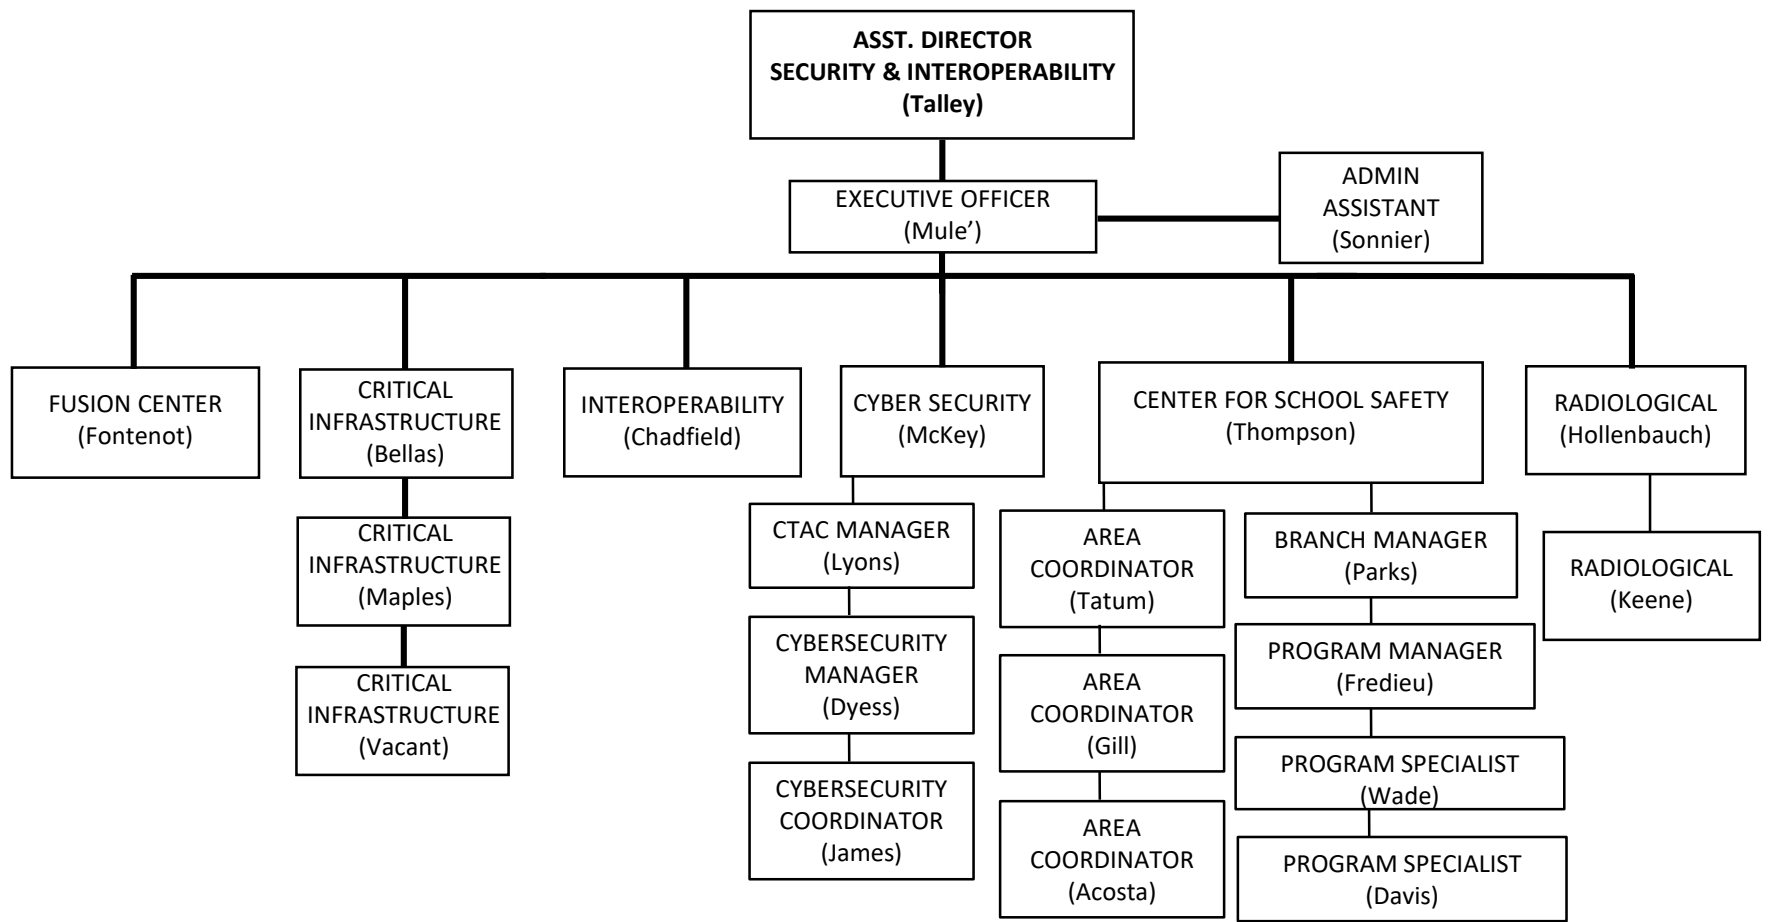 ASST. DIRECTOR
SECURITY & INTEROPERABILITY
(Talley)
EXECUTIVE OFFICER
(Mule’)
ADMIN
ASSISTANT
(Sonnier)
FUSION CENTER
(Fontenot)
CRITICAL
INFRASTRUCTURE
(Bellas)
INTEROPERABILITY
(Chadfield)
CYBER SECURITY
(McKey)
CENTER FOR SCHOOL SAFETY
(Thompson)
RADIOLOGICAL
(Hollenbauch)
CRITICAL
INFRASTRUCTURE
(Maples)
CRITICAL
INFRASTRUCTURE
(Vacant)
CTAC MANAGER
(Lyons)
CYBERSECURITY
MANAGER
(Dyess)
CYBERSECURITY
COORDINATOR
(James)
AREA
COORDINATOR
(Tatum)
AREA
COORDINATOR
(Gill)
AREA
COORDINATOR
(Acosta)
BRANCH MANAGER
(Parks)
PROGRAM MANAGER
(Fredieu)
PROGRAM SPECIALIST
(Wade)
PROGRAM SPECIALIST
(Davis)
RADIOLOGICAL
(Keene)